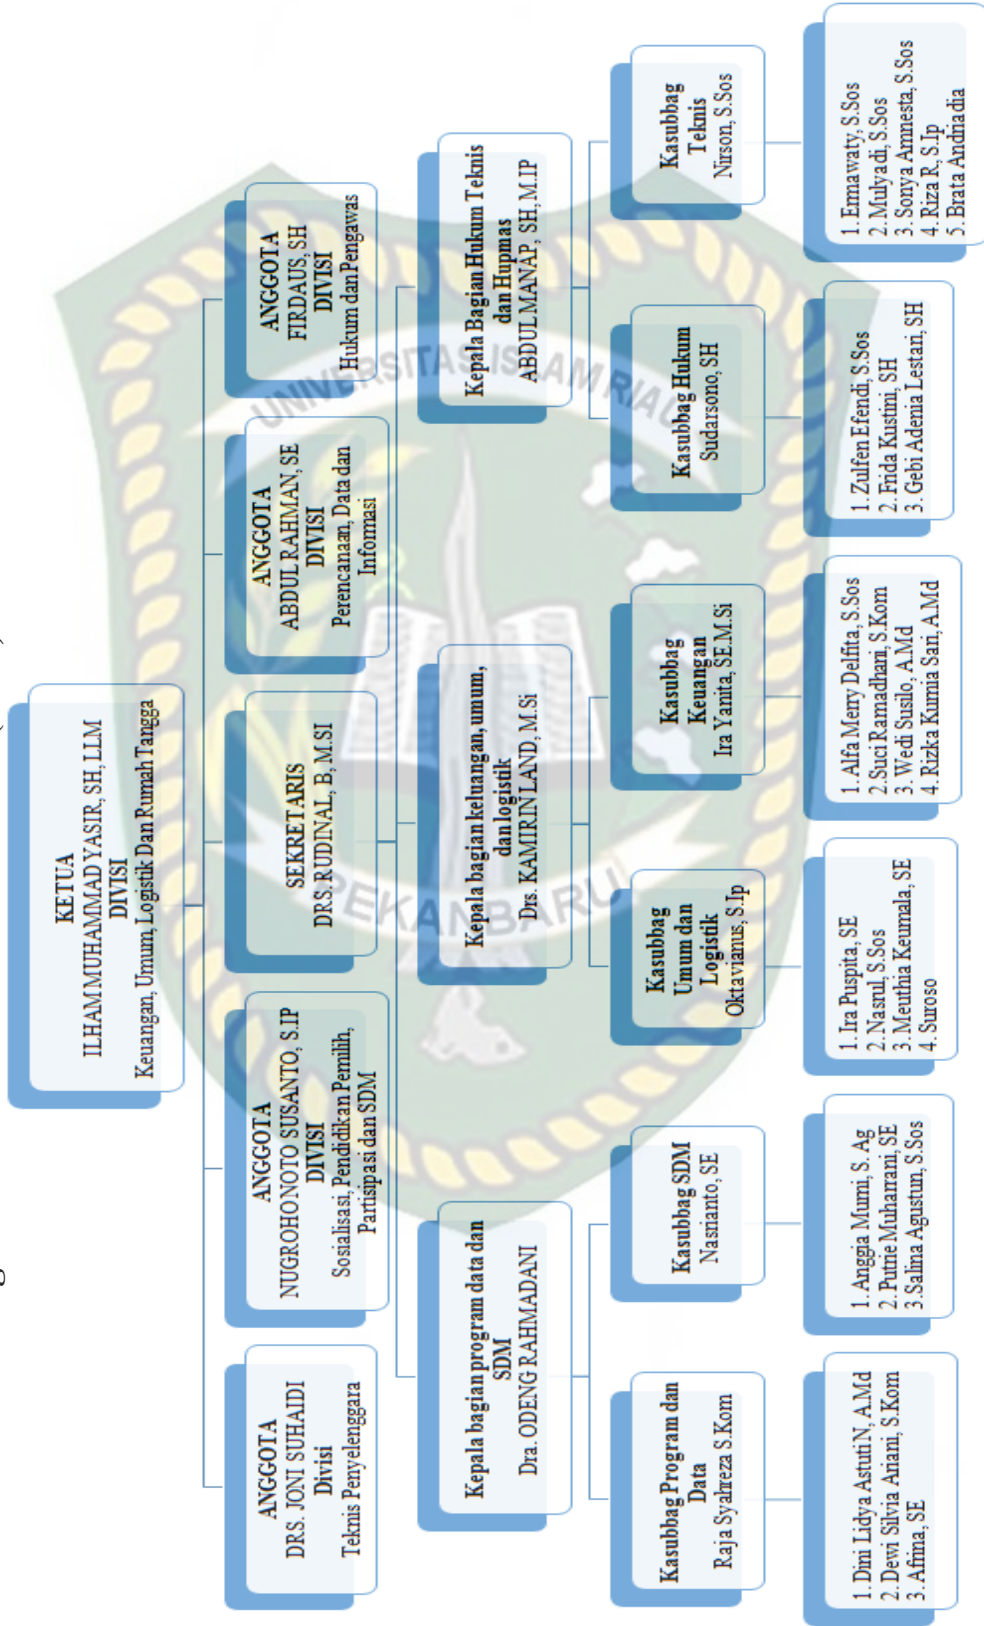 KETUA
ILHAM MUHAMMAD YASIR, SH, LLM
DIVISI
Keuangan, Umum, Logistik Dan Rumah Tangga
ANGGOTA
DRS. JONI SUHAIDI
Divisi
Teknis Penyelenggara
ANGGOTA
NUGROHO NOTO SUSANTO, S.IP
DIVISI
Sosialisasi, Pendidikan Pemilih,
Partisipasi dan SDM
SEKRETARIS
DRS. RUDINAL, B, M.SI
ANGGOTA
ABDUL RAHMAN, SE
DIVISI
Perencanaan, Data dan
Informasi
ANGGOTA
FIRDAUS, SH
DIVISI
Hukum dan Pengawas
Kepala bagian program data dan
SDM
Dra. ODENG RAHMADANI
Kepala bagian keluangan, umum,
dan logistik
Drs. KAMIRIN LAND, M.Si
Kepala Bagian Hukum Teknis
dan Hupmas
ABDUL MANAP, SH, M.IP
Kasubbag Program dan
Data
Raja Syahreza S.Kom
Kasubbag SDM
Nasrianto, SE
Kasubbag
Umum dan
Logistik
Oktavianus, S.Ip
Kasubbag
Keuangan
Ira Yanita, SE.M.Si
Kasubbag Hukum
Sudarsono, SH
Kasubbag
Teknis
Nirson, S.Sos
1. Dini Lidya Astuti N, A.Md
2. Dewi Silvia Ariani, S.Kom
3. Afrina, SE
1. Anggia Murni, S. Ag
2. Putrie Muharrani, SE
3.Salina Agustun, S.Sos
1. Ira Puspita, SE
2. Nasrul, S.Sos
3. Meuthia Keumala, SE
4. Suroso
1. Alfa Merry Delfita, S.Sos
2.Suci Ramadhani, S.Kom
3. Wedi Susilo, A.Md
4. Rizka Kurnia Sari, A.Md
1. Zulfen Efendi, S.Sos
2. Frida Kustini, SH
3. Gebi Adenia Lestari, SH
1. Ermawaty, S.Sos
2. Mulyadi, S.Sos
3. Sonya Amnesta, S.Sos
4. Riza R, S.Ip
5. Brata Andriadia
UNIVERSITAS ISLAM RIAU
PEKANBARU